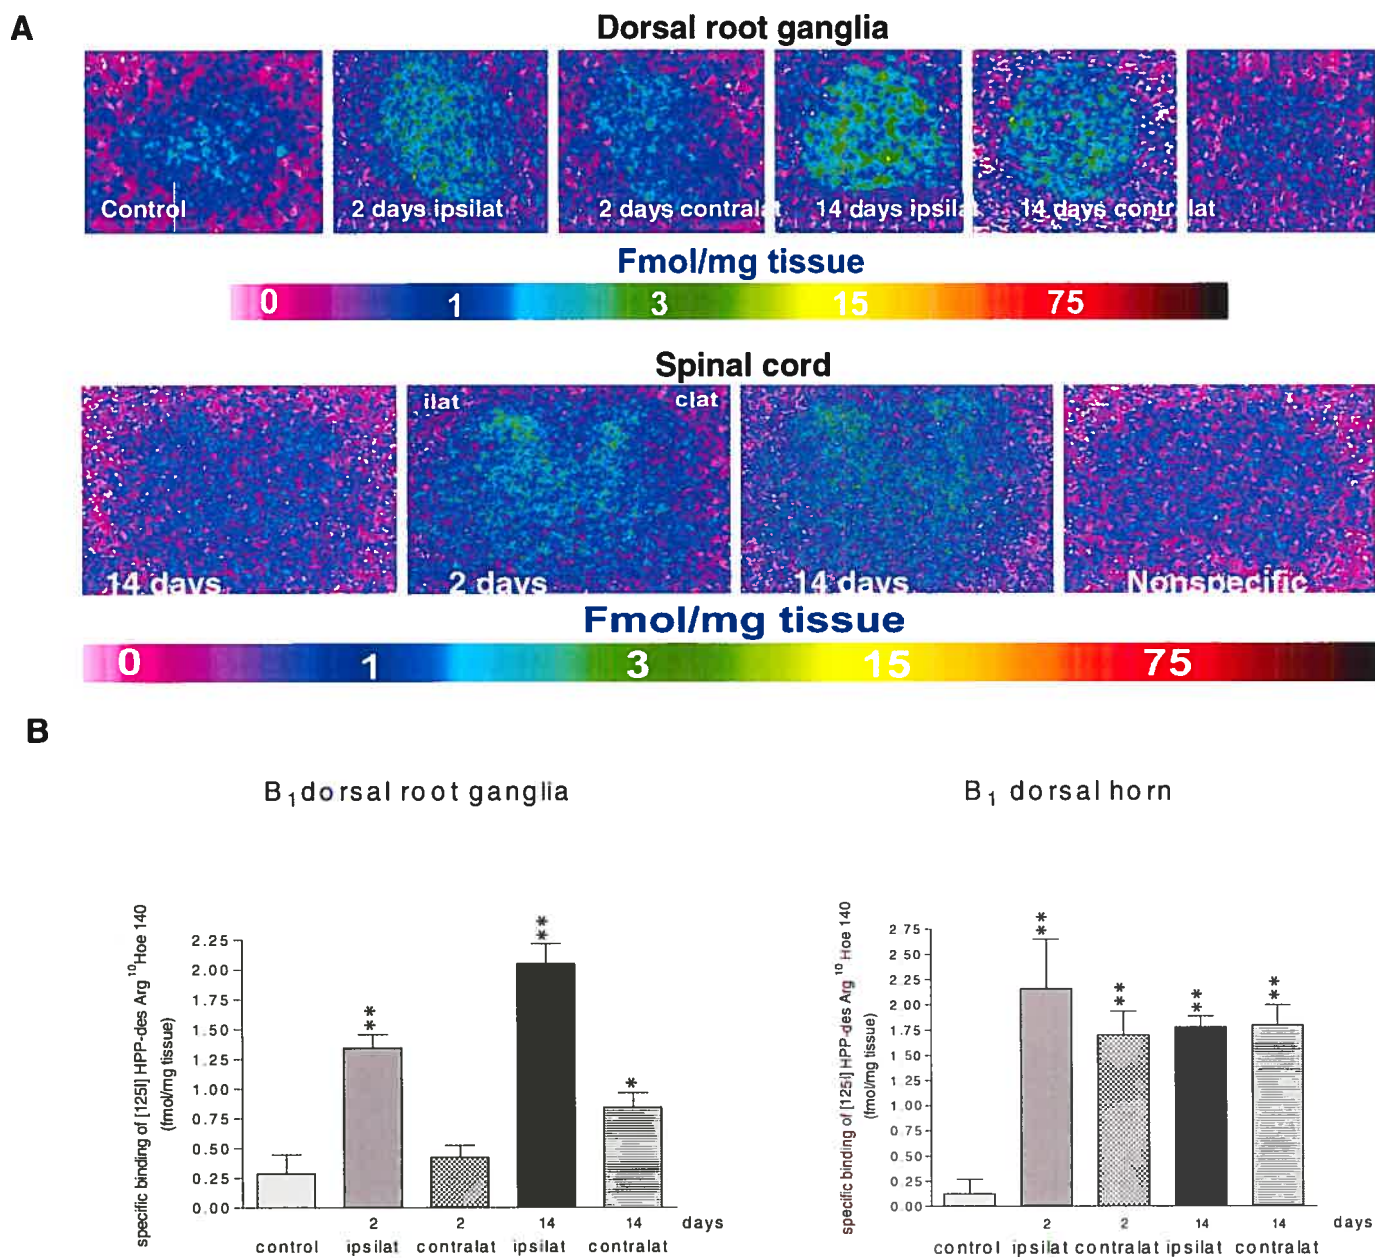 A
Dorsal root ganglia
Control
2 days ipsilat
2 days contralat
14 days ipsilat
14 days contralat
Fmol/mg tissue
0 1 3 15 75
Spinal cord
ilat clat
14 days
2 days
14 days
Nonspecific
Fmol/mg tissue
0 1 3 15 75
B
B1 dorsal root ganglia
specific binding of [125I] HPP-des Arg 10 Hoe 140
(fmol/mg tissue)
2.25
2.00
1.75
1.50
1.25
1.00
0.75
0.50
0.25
0.00
** ** *
2 2 14 14 days
control ipsilat contralat ipsilat contralat
B1 dorsal horn
specific binding of [125I] HPP-des Arg 10 Hoe 140
(fmol/mg tissue)
2 75
2 50
2 25
2 00
1.75
1 50
1.25
1 00
0.75
0 50
0.25
0.00
** ** ** **
2 2 14 14 days
control ipsilat contralat ipsilat contralat